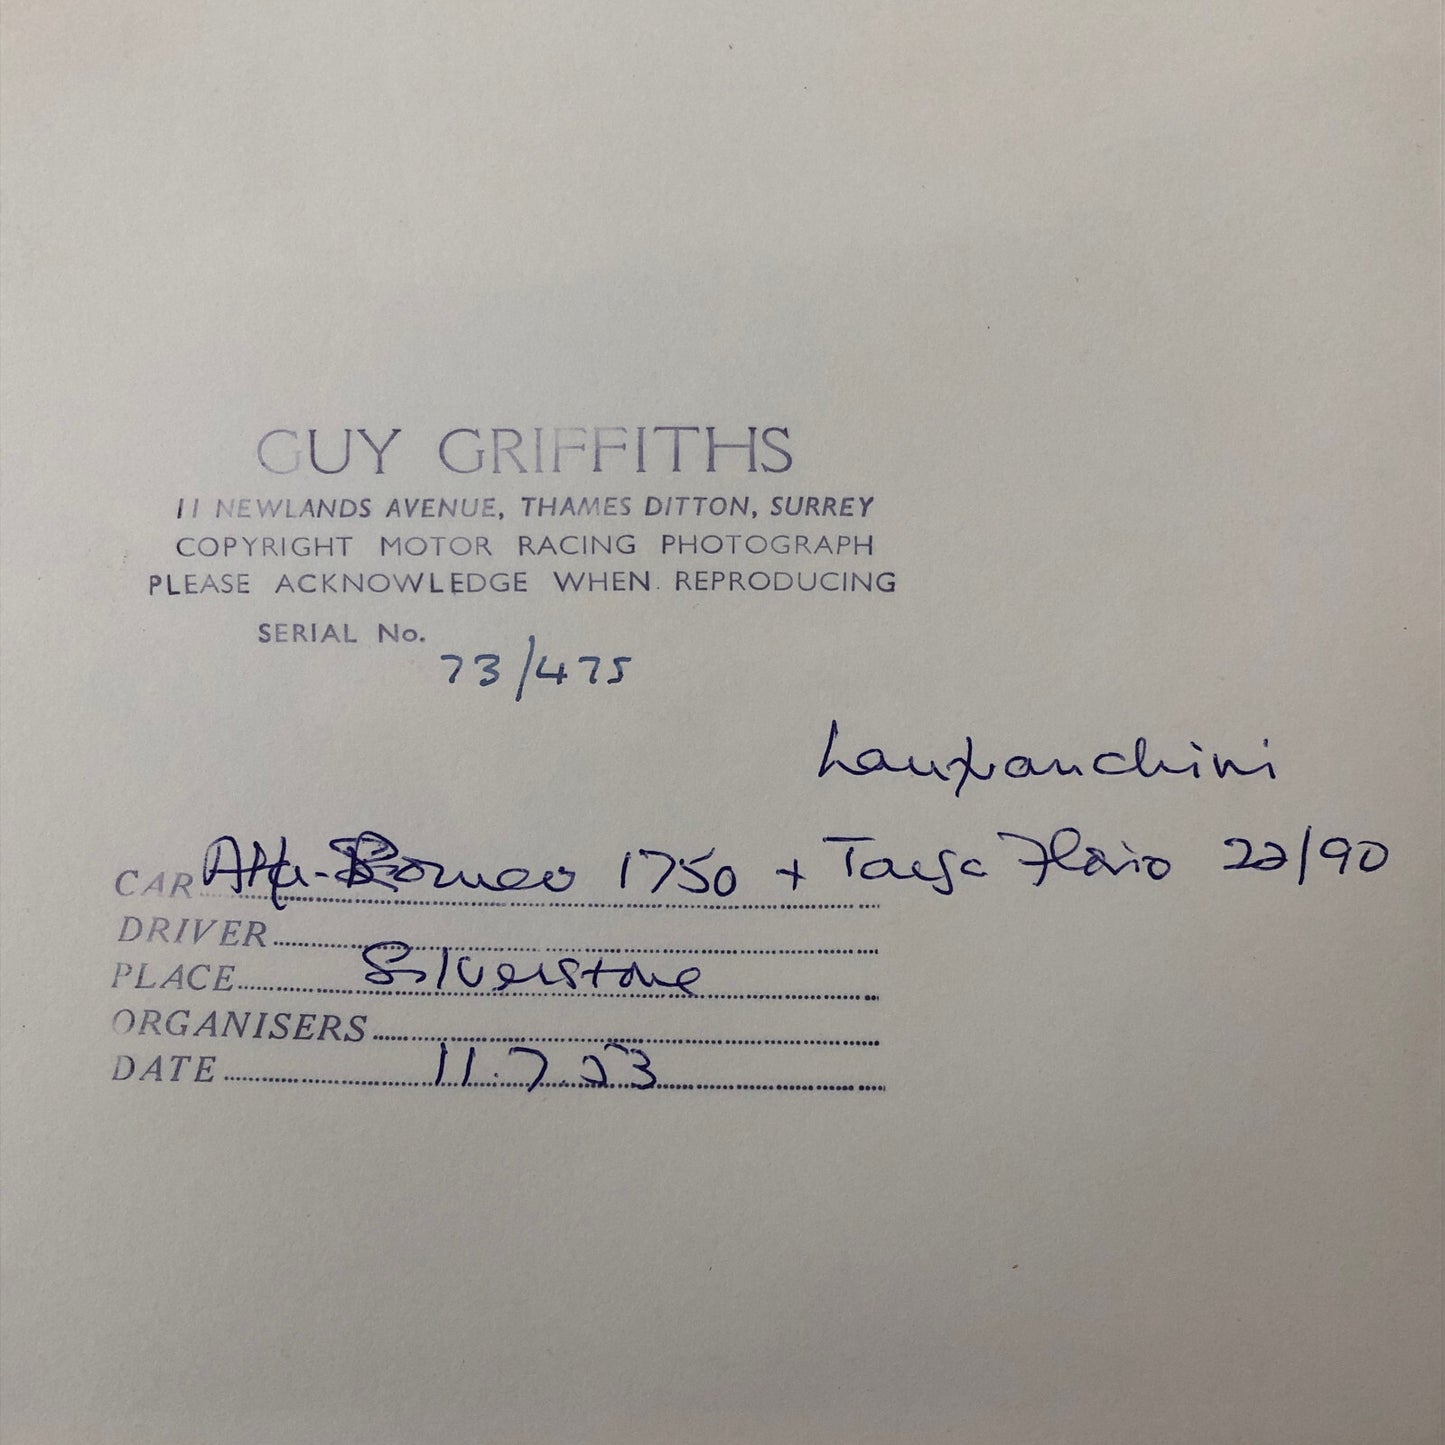 GUY GRIFFITHS
11 NEWLANDS AVENUE, THAMES DITTON, SURREY
COPYRIGHT MOTOR RACING PHOTOGRAPH
PLEASE ACKNOWLEDGE WHEN REPRODUCING
SERIAL No. 73/475
Lanfranchini
CAR Alfa-Romeo 1750 + Targa Florio 22/90
DRIVER
PLACE Silverstone
ORGANISERS
DATE 11.7.53